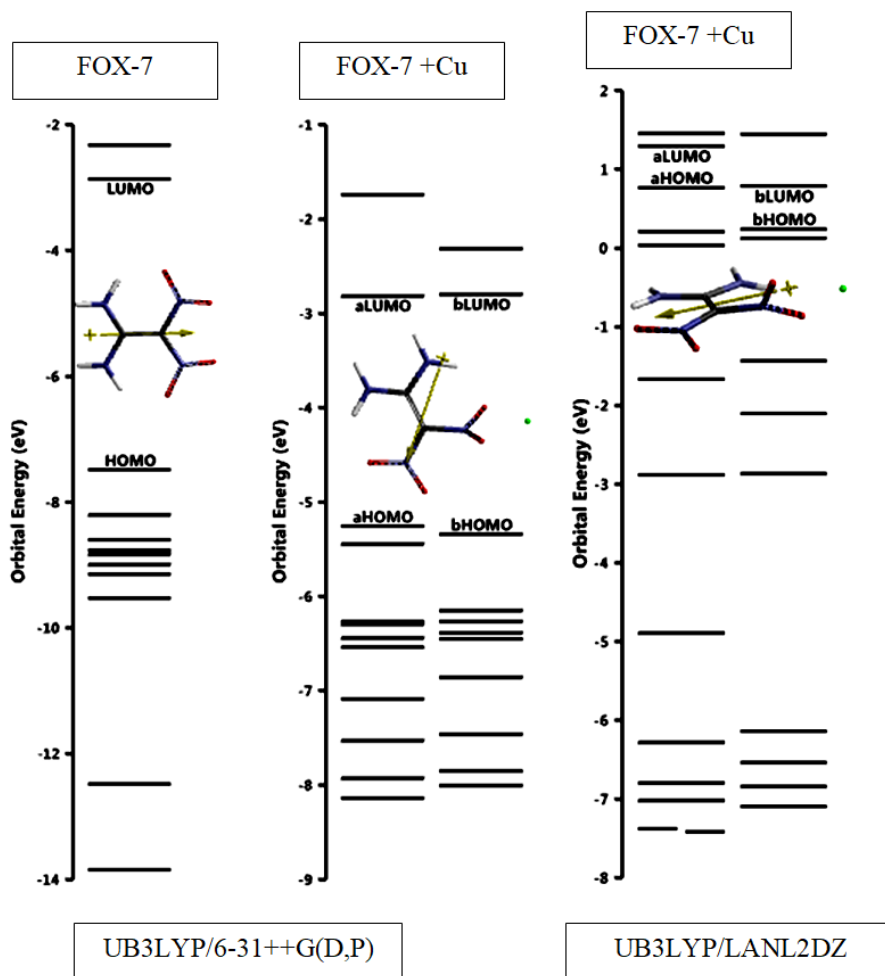 FOX-7
FOX-7 +Cu
FOX-7 +Cu
Orbital Energy (eV)
-2
-4
-8
-10
-12
-14
LUMO
HOMO
Orbital Energy (eV)
-1
-2
-3
-4
-5
-6
-7
-8
-9
aLUMO
bLUMO
aHOMO
bHOMO
Orbital Energy (eV)
2
1
0
-1
-2
-3
-5
-6
-7
-8
aLUMO
aHOMO
bLUMO
bHOMO
UB3LYP/6-31++G(D,P)
UB3LYP/LANL2DZ